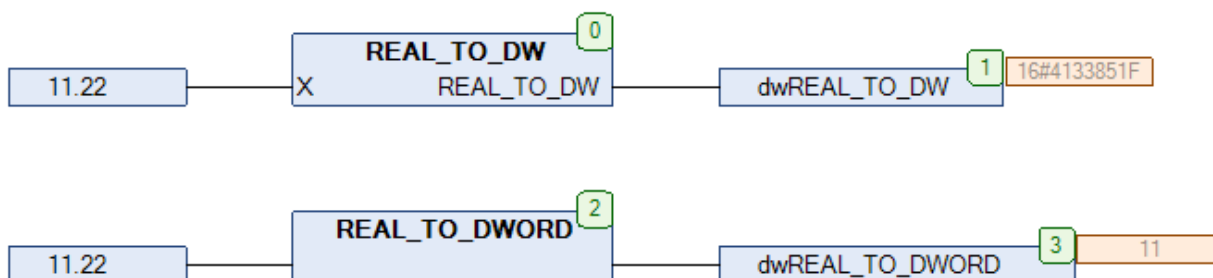 0
REAL_TO_DW
11.22 X REAL_TO_DW dwREAL_TO_DW 1 16#4133851F
2
REAL_TO_DWORD
11.22 dwREAL_TO_DWORD 3 11